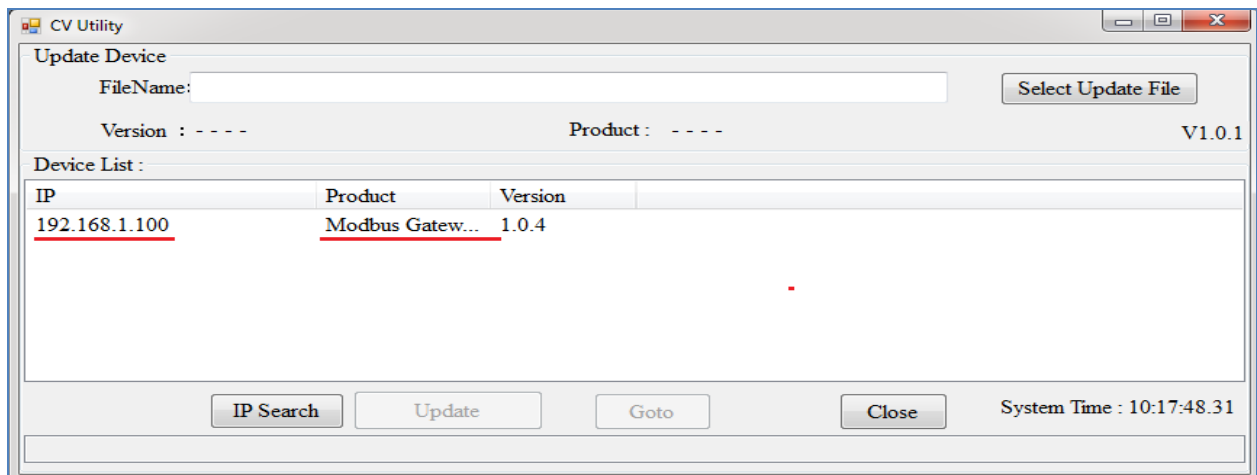 CV Utility
Update Device
FileName:
Select Update File
Version : - - - -
Product : - - - -
V1.0.1
Device List :
IP Product Version
192.168.1.100 Modbus Gatew... 1.0.4
IP Search Update Goto Close System Time : 10:17:48.31